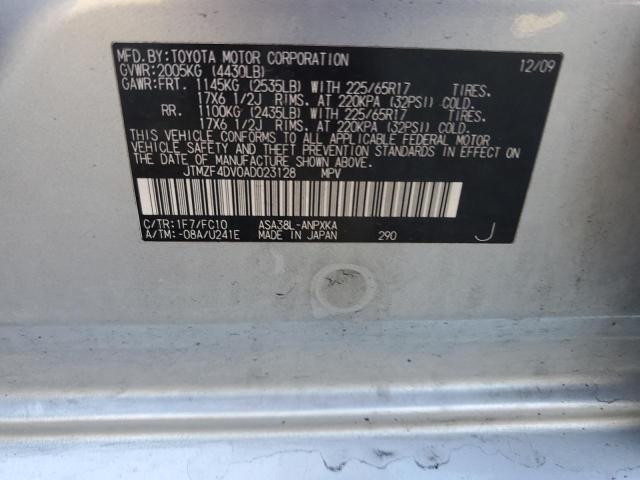 MFD.BY:TOYOTA MOTOR CORPORATION 12/09
GVWR:2005KG (4430LB)
GAWR:FRT. 1145KG (2535LB) WITH 225/65R17 TIRES.
17X6 1/2J RIMS. AT 220KPA (32PSI) COLD.
RR. 1100KG (2435LB) WITH 225/65R17 TIRES.
17X6 1/2J RIMS. AT 220KPA (32PSI) COLD.
THIS VEHICLE CONFORMS TO ALL APPLICABLE FEDERAL MOTOR
VEHICLE SAFETY AND THEFT PREVENTION STANDARDS IN EFFECT
ON THE DATE OF MANUFACTURE SHOWN ABOVE.
JTMZF4DV0AD023128 MPV
C/TR:1F7/FC10 ASA38L-ANPXKA
A/TM:-08A/U241E MADE IN JAPAN 290 J